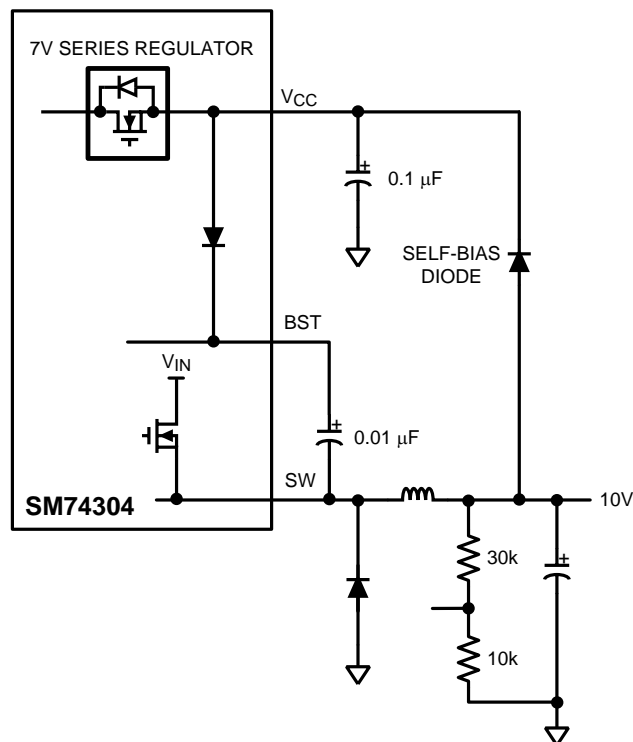 7V SERIES REGULATOR
VCC
+
0.1 μF
SELF-BIAS
DIODE
BST
VIN
+
0.01 μF
SW
SM74304
10V
30k
+
10k